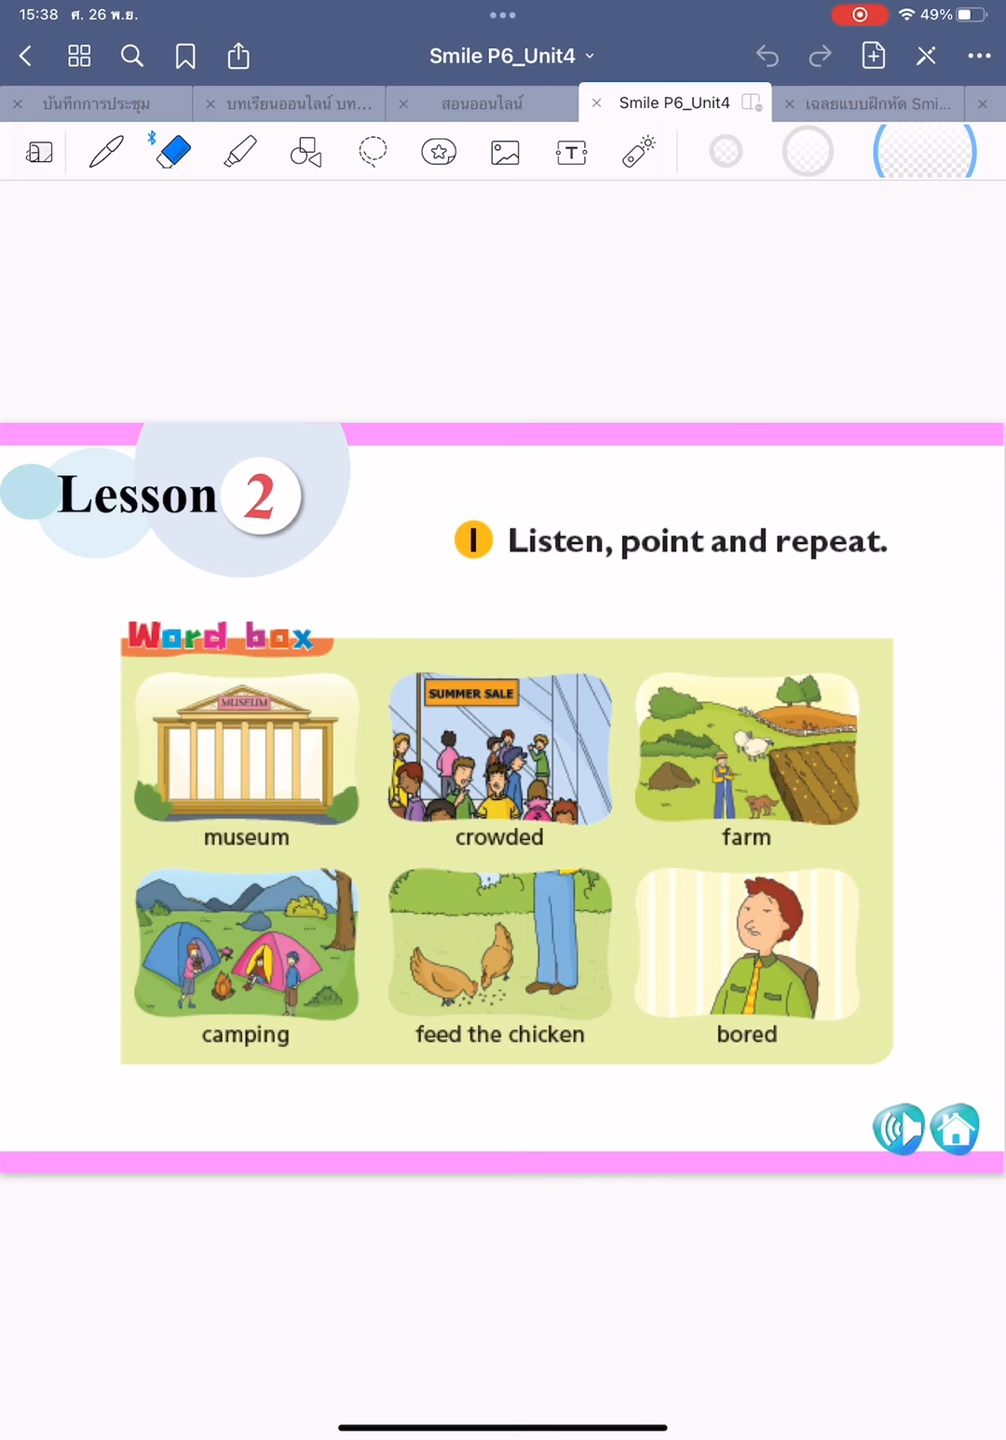 15:38 ศ. 26 พ.ย.
49%
Smile P6_Unit4
บันทึกการประชุม
บทเรียนออนไลน์ บท...
สอนออนไลน์
Smile P6_Unit4
เฉลยแบบฝึกหัด Smi...
Lesson 2
1 Listen, point and repeat.
Word box
MUSEUM
SUMMER SALE
museum
crowded
farm
camping
feed the chicken
bored